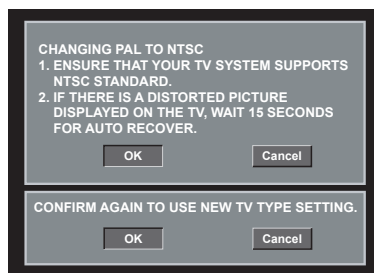 CHANGING PAL TO NTSC
1. ENSURE THAT YOUR TV SYSTEM SUPPORTS
NTSC STANDARD.
2. IF THERE IS A DISTORTED PICTURE
DISPLAYED ON THE TV, WAIT 15 SECONDS
FOR AUTO RECOVER.
OK Cancel
CONFIRM AGAIN TO USE NEW TV TYPE SETTING.
OK Cancel